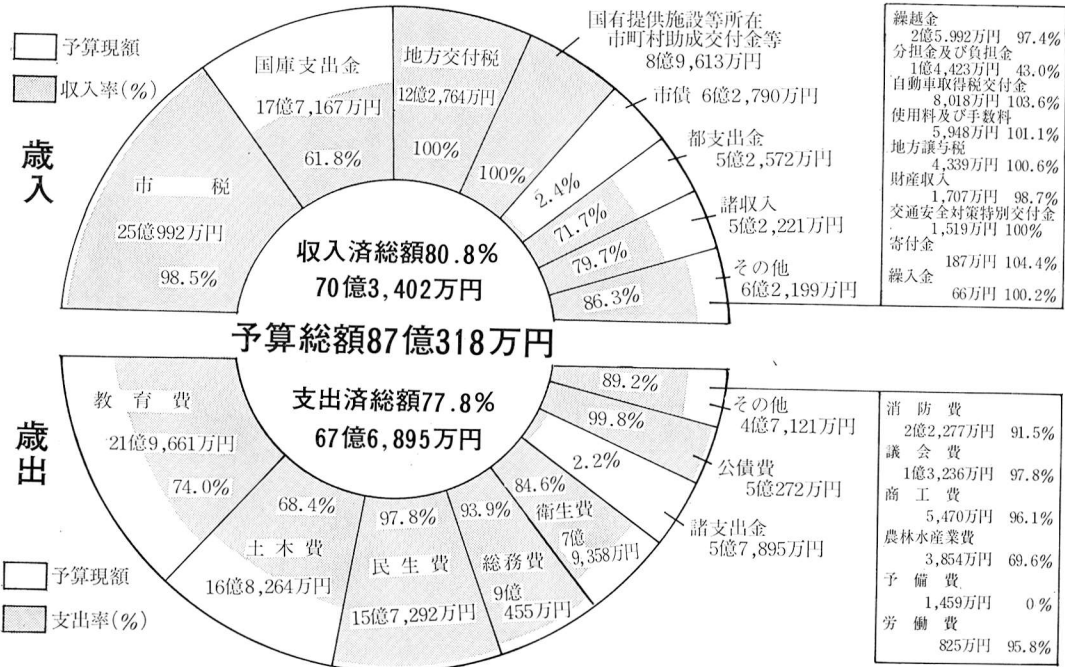 予算現額
収入率(%)
歳入
市税
25億992万円
98.5%
国庫支出金
17億7,167万円
61.8%
地方交付税
12億2,764万円
100%
国有提供施設等所在
市町村助成交付金等
8億9,613万円
100%
市債 6億2,790万円
2.4%
都支出金
5億2,572万円
71.7%
諸収入
5億2,221万円
79.7%
その他
6億2,199万円
86.3%
繰越金
2億5.992万円 97.4%
分担金及び負担金
1億4,423万円 43.0%
自動車取得税交付金
8,018万円 103.6%
使用料及び手数料
5,948万円 101.1%
地方譲与税
4,339万円 100.6%
財産収入
1,707万円 98.7%
交通安全対策特別交付金
1,519万円 100%
寄付金
187万円 104.4%
繰入金
66万円 100.2%
収入済総額80.8%
70億3,402万円
予算総額87億318万円
支出済総額77.8%
67億6,895万円
歳出
教育費
21億9,661万円
74.0%
68.4%
土木費
16億8,264万円
97.8%
民生費
15億7,292万円
93.9%
総務費
9億
455万円
84.6%
衛生費
7億
9,358万円
2.2%
諸支出金
5億7,895万円
99.8%
公債費
5億272万円
89.2%
その他
4億7,121万円
消防費
2億2,277万円 91.5%
議会費
1億3,236万円 97.8%
商工費
5,470万円 96.1%
農林水産業費
3,854万円 69.6%
予備費
1,459万円 0%
労働費
825万円 95.8%
予算現額
支出率(%)